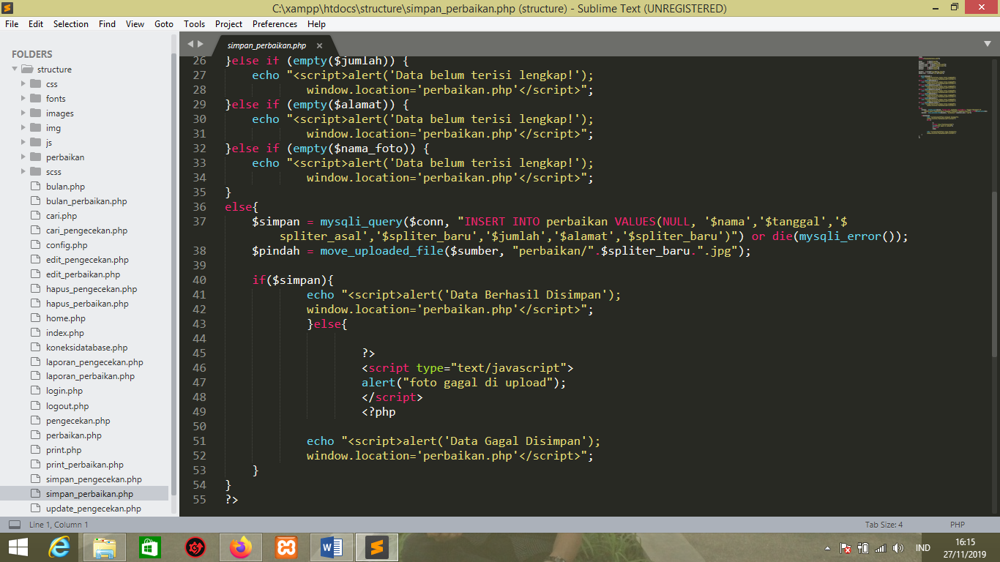 C:\xampp\htdocs\structure\simpan_perbaikan.php (structure) - Sublime Text (UNREGISTERED)
File Edit Selection Find View Goto Tools Project Preferences Help
FOLDERS
structure
css
fonts
images
img
js
perbaikan
scss
bulan.php
bulan_perbaikan.php
cari.php
cari_pengecekan.php
config.php
edit_pengecekan.php
edit_perbaikan.php
hapus_pengecekan.php
hapus_perbaikan.php
home.php
index.php
koneksidatabase.php
laporan_pengecekan.php
laporan_perbaikan.php
login.php
logout.php
pengecekan.php
perbaikan.php
print.php
print_perbaikan.php
simpan_pengecekan.php
simpan_perbaikan.php
update_pengecekan.php
simpan_perbaikan.php ×
26 }else if (empty($jumlah)) {
27 echo "<script>alert('Data belum terisi lengkap!');
28 window.location='perbaikan.php'</script>";
29 }else if (empty($alamat)) {
30 echo "<script>alert('Data belum terisi lengkap!');
31 window.location='perbaikan.php'</script>";
32 }else if (empty($nama_foto)) {
33 echo "<script>alert('Data belum terisi lengkap!');
34 window.location='perbaikan.php'</script>";
35 }
36 else{
37 $simpan = mysqli_query($conn, "INSERT INTO perbaikan VALUES(NULL, '$nama','$tanggal','$
spliter_asal','$spliter_baru','$jumlah','$alamat','$spliter_baru')") or die(mysqli_error());
38 $pindah = move_uploaded_file($sumber, "perbaikan/".$spliter_baru.".jpg");
39
40 if($simpan){
41 echo "<script>alert('Data Berhasil Disimpan');
42 window.location='perbaikan.php'</script>";
43 }else{
44
45 ?>
46 <script type="text/javascript">
47 alert("foto gagal di upload");
48 </script>
49 <?php
50
51 echo "<script>alert('Data Gagal Disimpan');
52 window.location='perbaikan.php'</script>";
53 }
54 }
55 ?>
Line 1, Column 1
Tab Size: 4
PHP
IND
16:15
27/11/2019